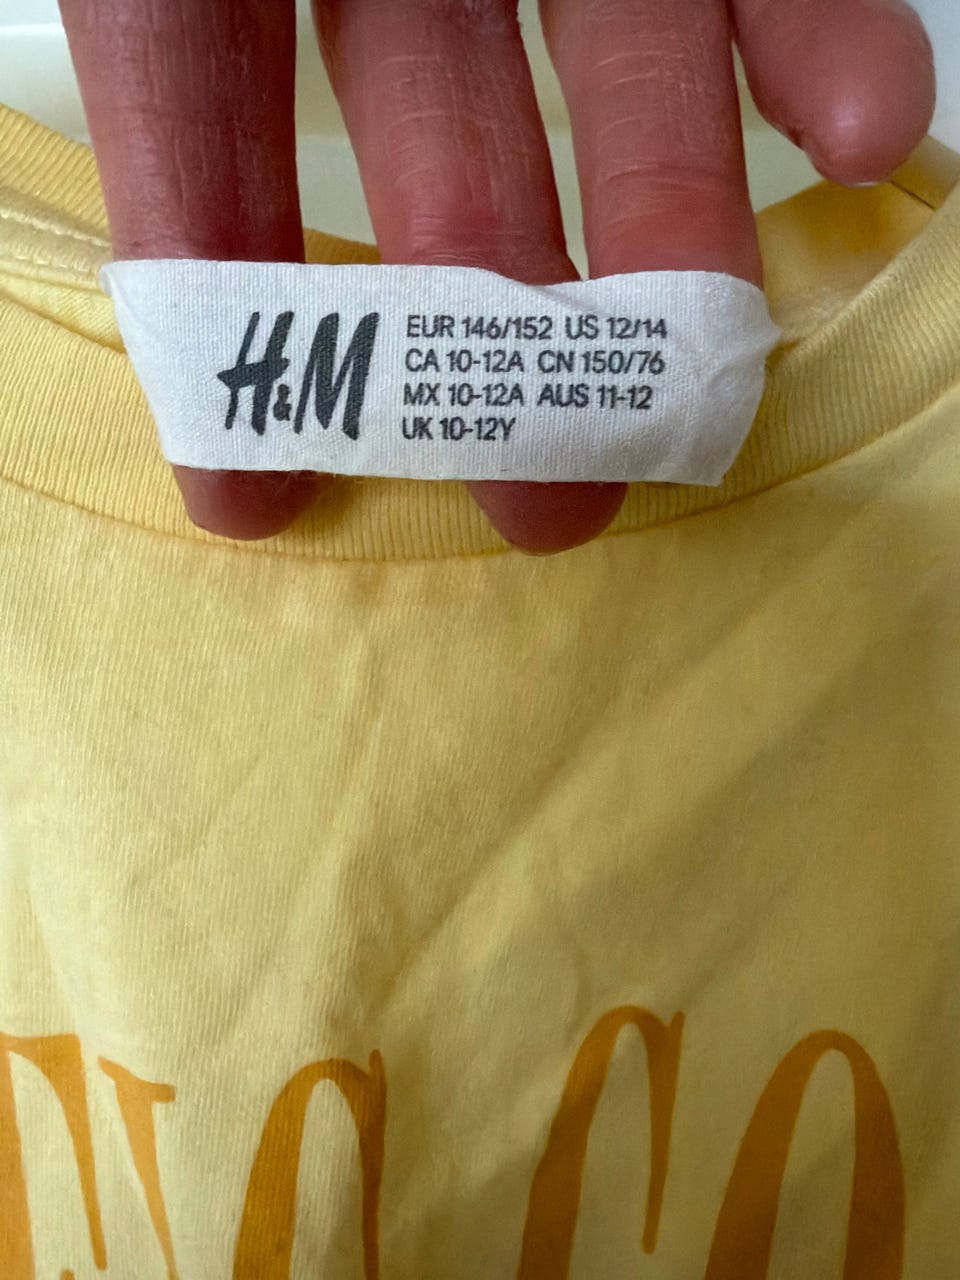 H&M
EUR 146/152 US 12/14
CA 10-12A CN 150/76
MX 10-12A AUS 11-12
UK 10-12Y